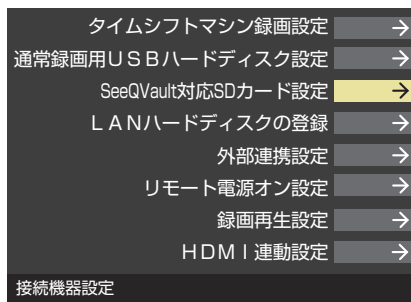 タイムシフトマシン録画設定
通常録画用USBハードディスク設定
SeeQVault対応SDカード設定
LANハードディスクの登録
外部連携設定
リモート電源オン設定
録画再生設定
HDMI連動設定
接続機器設定